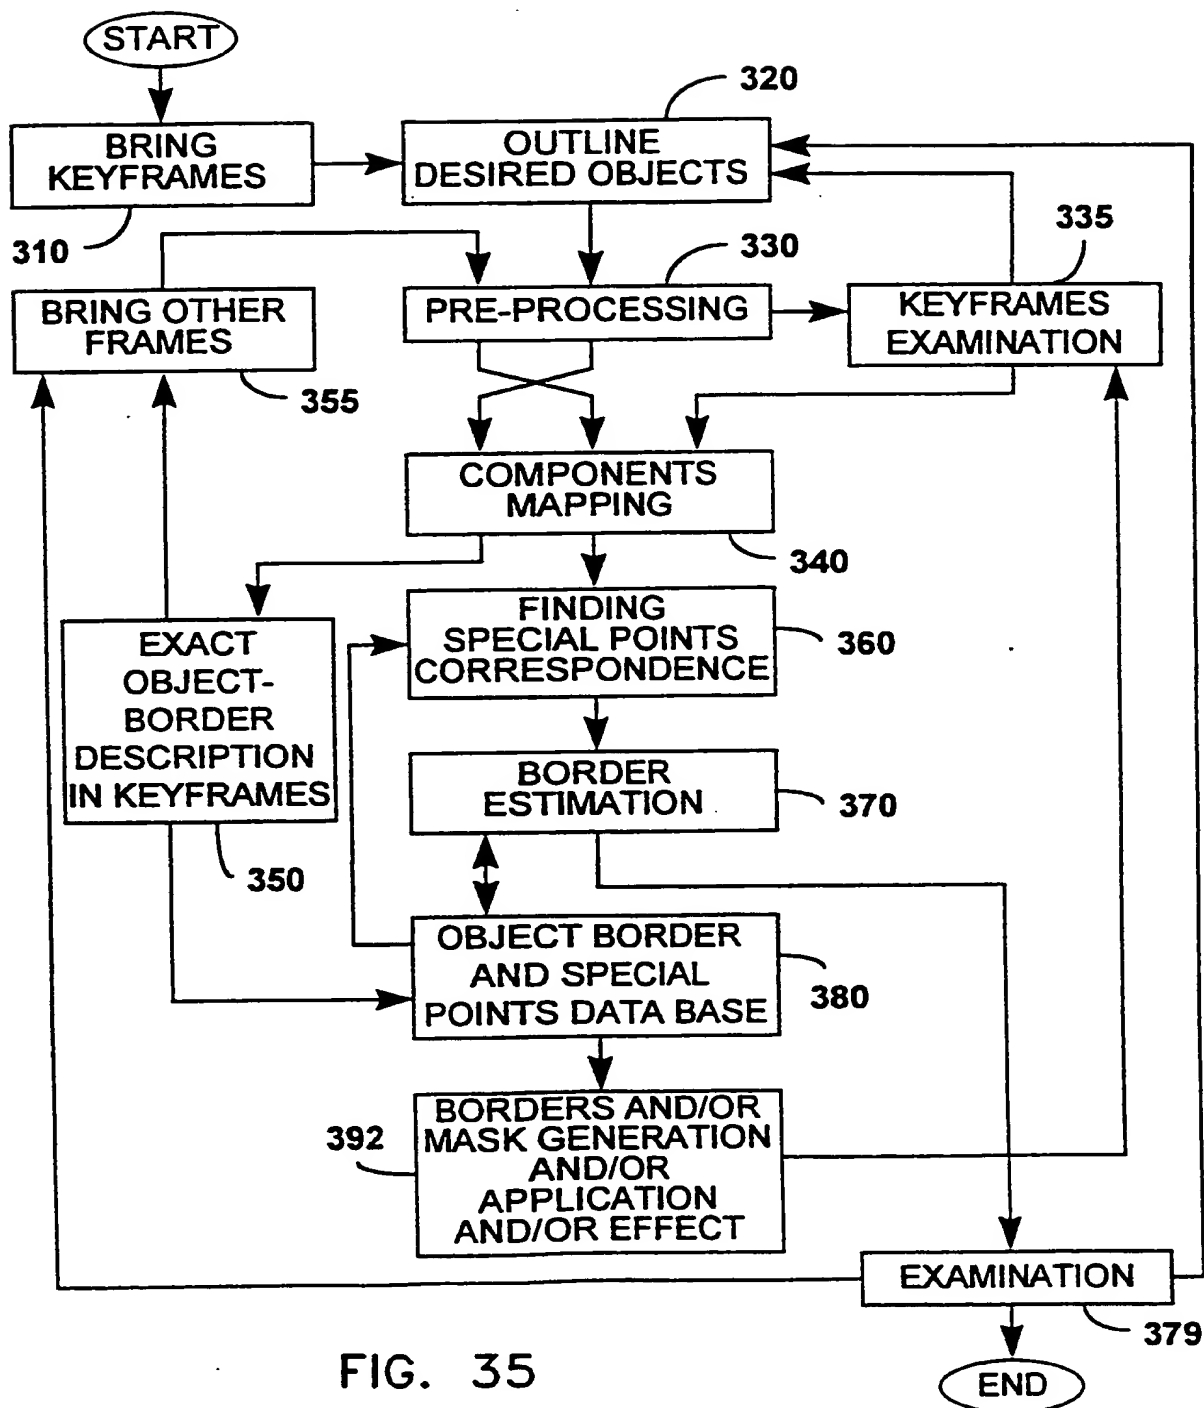 START
320
BRING
KEYFRAMES
OUTLINE
DESIRED OBJECTS
310
330
335
BRING OTHER
FRAMES
PRE-PROCESSING
KEYFRAMES
EXAMINATION
355
COMPONENTS
MAPPING
340
EXACT
OBJECT-
BORDER
DESCRIPTION
IN KEYFRAMES
FINDING
SPECIAL POINTS
CORRESPONDENCE
360
BORDER
ESTIMATION
370
350
OBJECT BORDER
AND SPECIAL
POINTS DATA BASE
380
392
BORDERS AND/OR
MASK GENERATION
AND/OR
APPLICATION
AND/OR EFFECT
EXAMINATION
379
END
FIG. 35